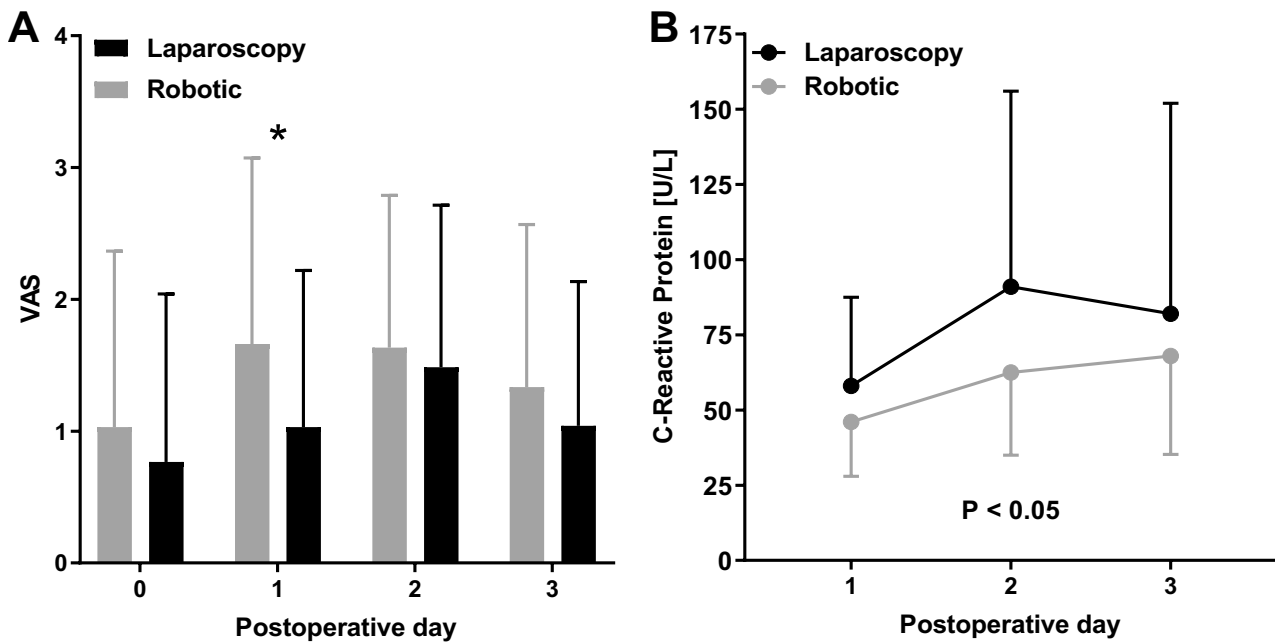 A
Laparoscopy
Robotic
*
VAS
4
3
2
1
0
0 1 2 3
Postoperative day
B
Laparoscopy
Robotic
C-Reactive Protein [U/L]
175
150
125
100
75
50
25
0
P < 0.05
1 2 3
Postoperative day